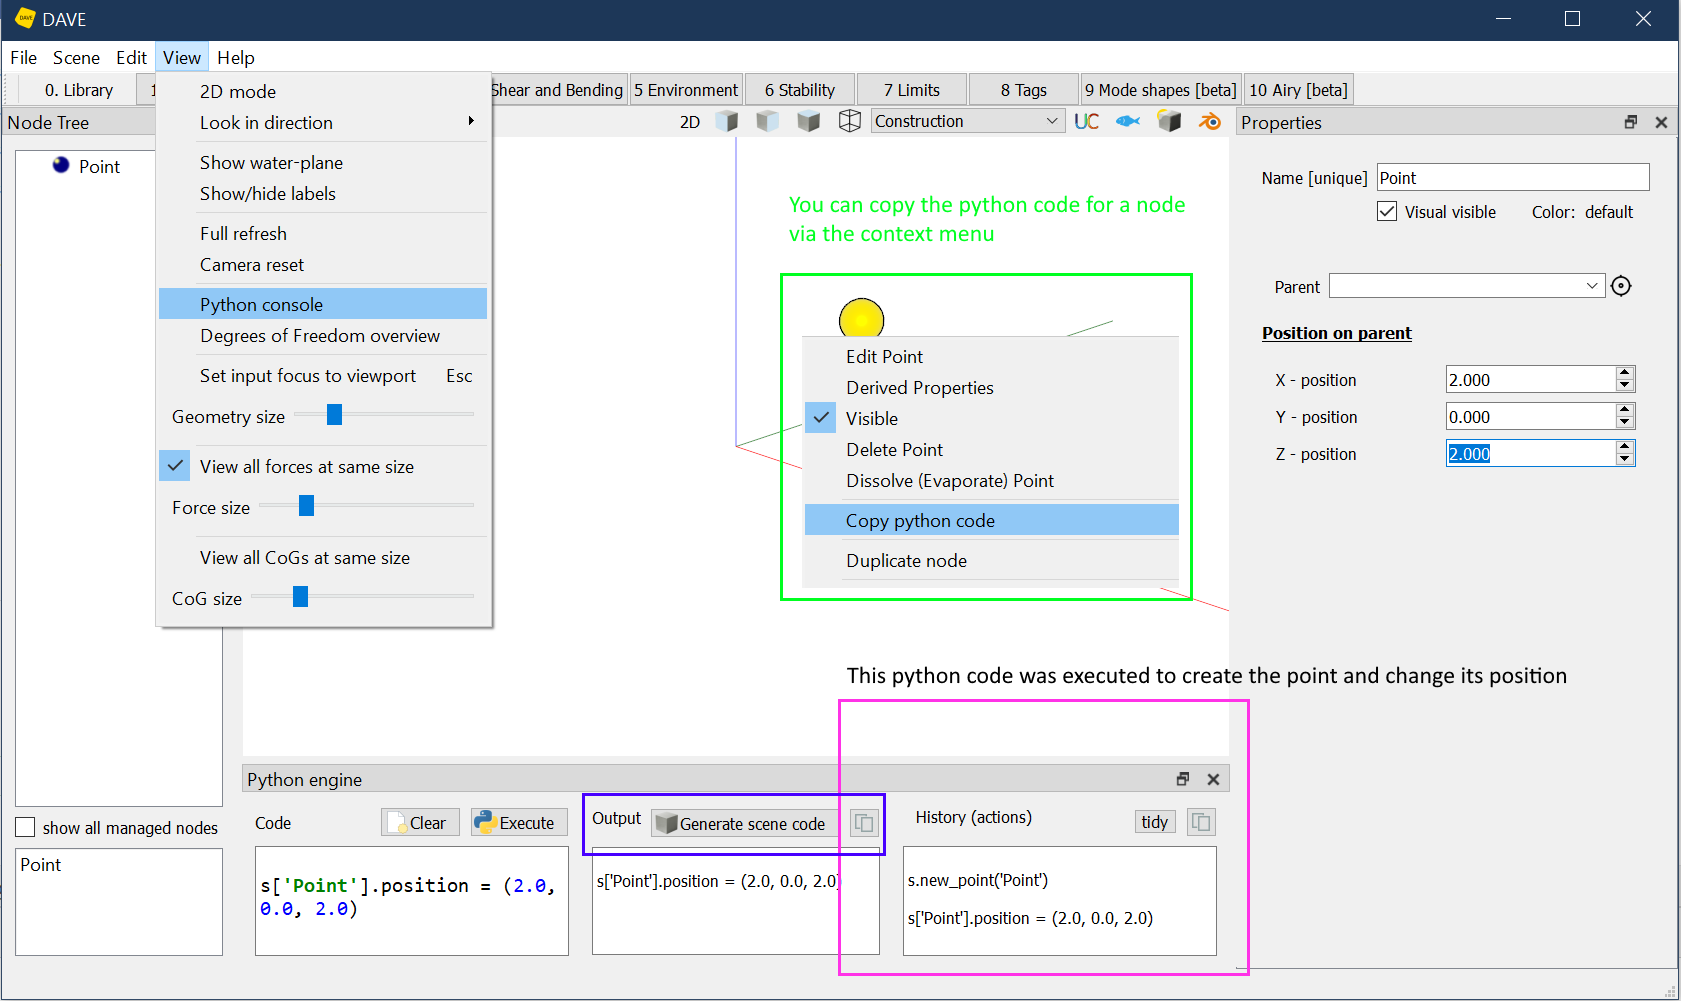 DAVE
File Scene Edit View Help
0. Library 1 Shear and Bending 5 Environment 6 Stability 7 Limits 8 Tags 9 Mode shapes [beta] 10 Airy [beta]
Node Tree
Point
2D mode
Look in direction
Show water-plane
Show/hide labels
Full refresh
Camera reset
Python console
Degrees of Freedom overview
Set input focus to viewport Esc
Geometry size
View all forces at same size
Force size
View all CoGs at same size
CoG size
2D Construction UC
You can copy the python code for a node
via the context menu
Edit Point
Derived Properties
Visible
Delete Point
Dissolve (Evaporate) Point
Copy python code
Duplicate node
Properties
Name [unique] Point
Visual visible Color: default
Parent
Position on parent
X - position 2.000
Y - position 0.000
Z - position 2.000
This python code was executed to create the point and change its position
show all managed nodes
Point
Python engine
Code Clear Execute
s['Point'].position = (2.0,
0.0, 2.0)
Output Generate scene code
s['Point'].position = (2.0, 0.0, 2.0)
History (actions) tidy
s.new_point('Point')
s['Point'].position = (2.0, 0.0, 2.0)